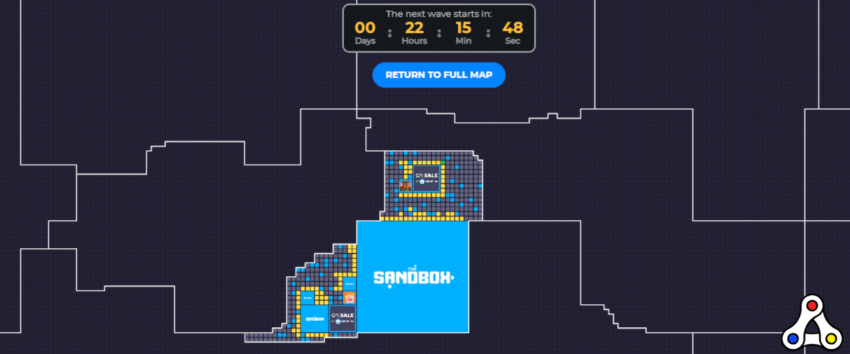 The next wave starts in:
00 : 22 : 15 : 48
Days Hours Min Sec
RETURN TO FULL MAP
ON SALE
THE
SANDBOX
ON SALE